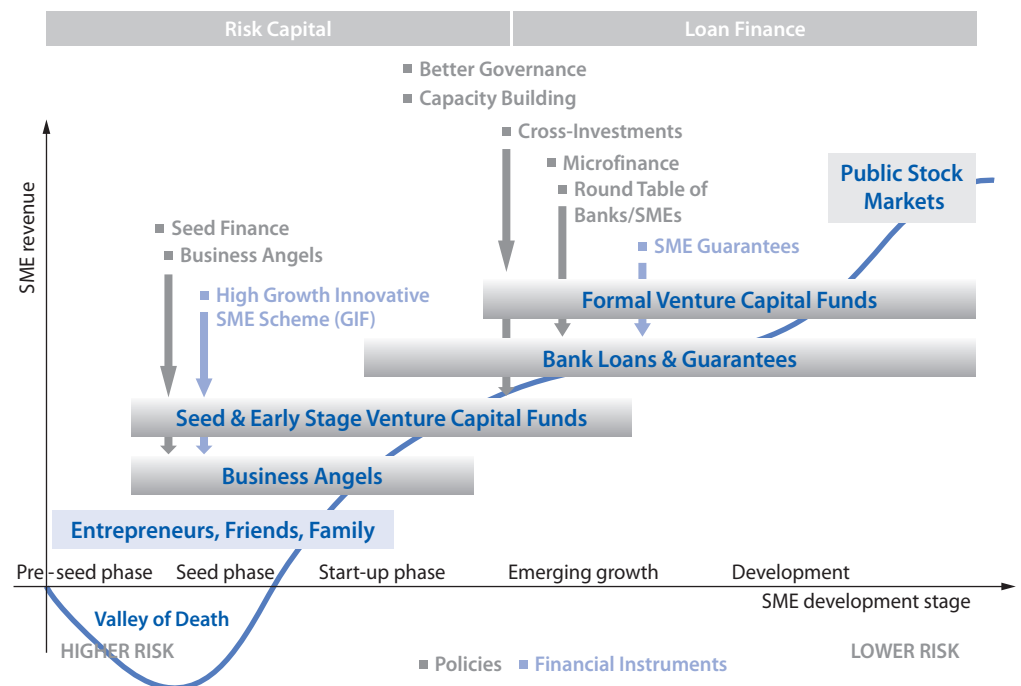 Risk Capital
Loan Finance
Better Governance
Capacity Building
Cross-Investments
Microfinance
Round Table of
Banks/SMEs
Public Stock
Markets
SME revenue
Seed Finance
Business Angels
SME Guarantees
High Growth Innovative
SME Scheme (GIF)
Formal Venture Capital Funds
Bank Loans & Guarantees
Seed & Early Stage Venture Capital Funds
Business Angels
Entrepreneurs, Friends, Family
Pre-seed phase
Seed phase
Start-up phase
Emerging growth
Development
SME development stage
Valley of Death
HIGHER RISK
LOWER RISK
Policies
Financial Instruments